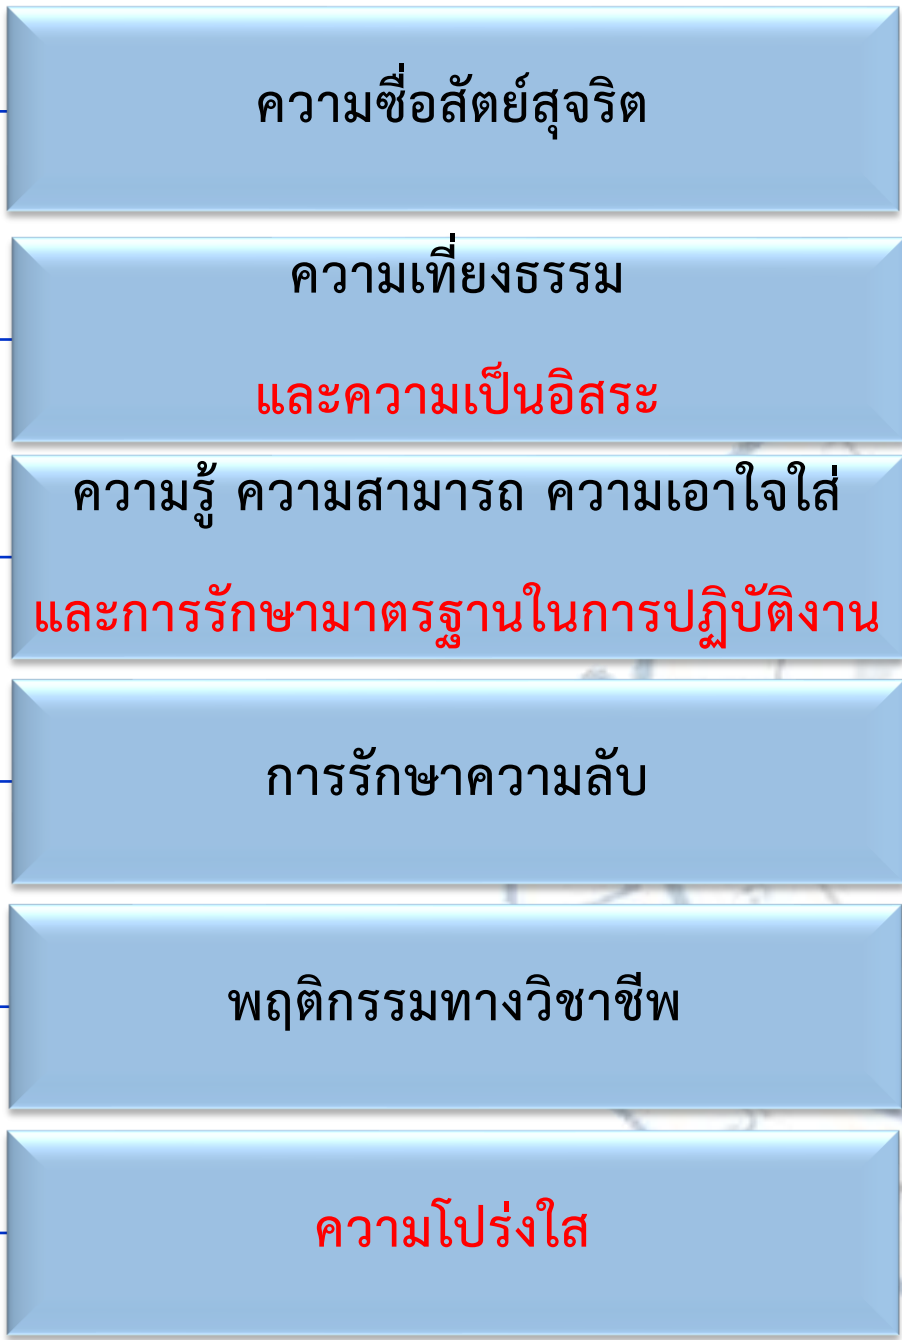 ความซื่อสัตย์สุจริต
ความเที่ยงธรรม
และความเป็นอิสระ
ความรู้ ความสามารถ ความเอาใจใส่
และการรักษามาตรฐานในการปฏิบัติงาน
การรักษาความลับ
พฤติกรรมทางวิชาชีพ
ความโปร่งใส